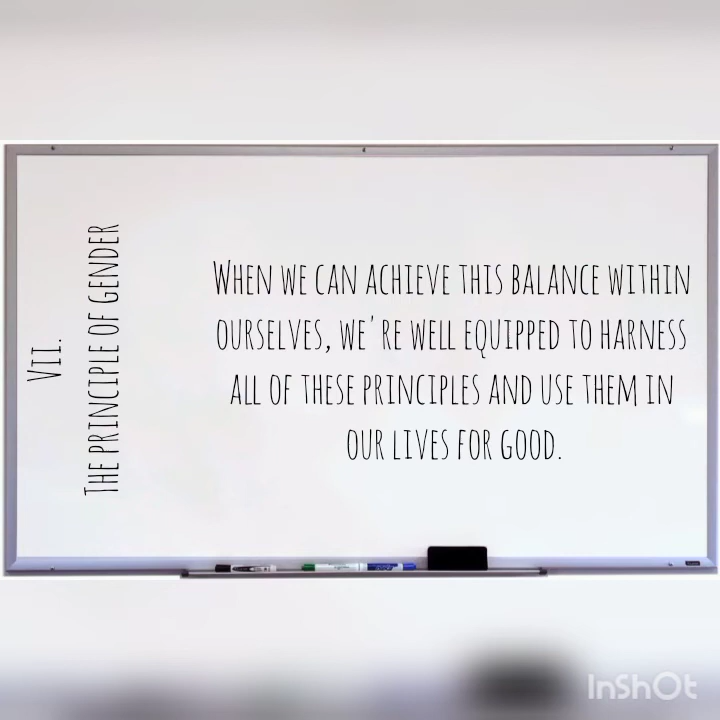 Vii.
The principle of gender
When we can achieve this balance within
ourselves, we're well equipped to harness
all of these principles and use them in
our lives for good.
InShOt